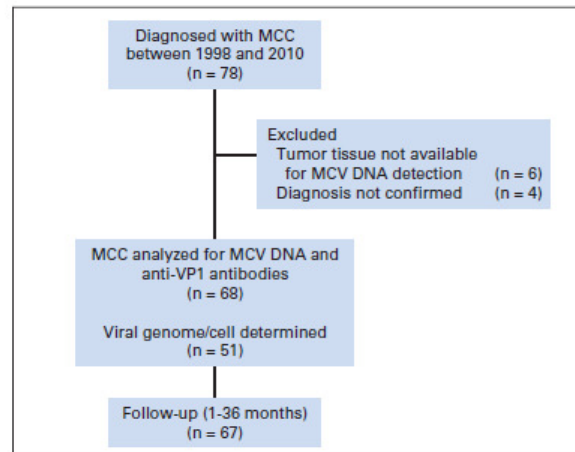 Diagnosed with MCC
between 1998 and 2010
(n = 78)
Excluded
Tumor tissue not available
for MCV DNA detection (n = 6)
Diagnosis not confirmed (n = 4)
MCC analyzed for MCV DNA and
anti-VP1 antibodies
(n = 68)
Viral genome/cell determined
(n = 51)
Follow-up (1-36 months)
(n = 67)